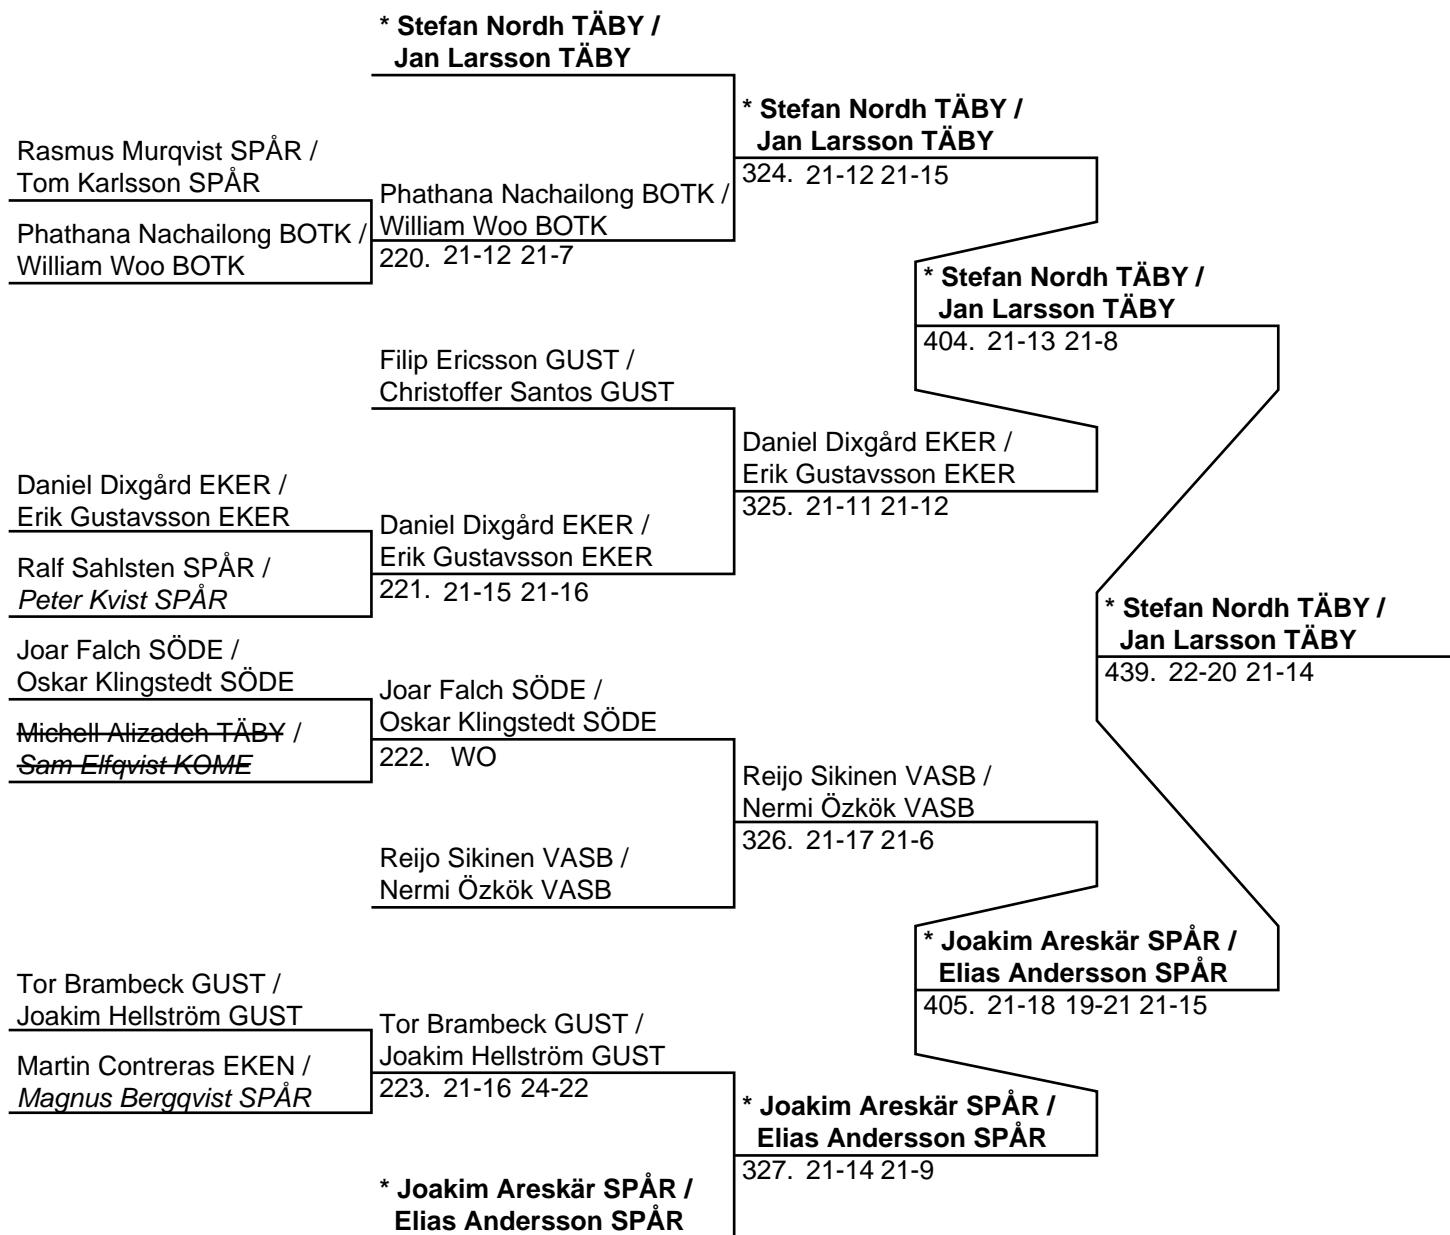 * Stefan Nordh TÄBY /
Jan Larsson TÄBY
Rasmus Murqvist SPÅR /
Tom Karlsson SPÅR
Phathana Nachailong BOTK /
William Woo BOTK
Phathana Nachailong BOTK /
William Woo BOTK
220. 21-12 21-7
* Stefan Nordh TÄBY /
Jan Larsson TÄBY
324. 21-12 21-15
Filip Ericsson GUST /
Christoffer Santos GUST
Daniel Dixgård EKER /
Erik Gustavsson EKER
Ralf Sahlsten SPÅR /
Peter Kvist SPÅR
Daniel Dixgård EKER /
Erik Gustavsson EKER
221. 21-15 21-16
Daniel Dixgård EKER /
Erik Gustavsson EKER
325. 21-11 21-12
* Stefan Nordh TÄBY /
Jan Larsson TÄBY
404. 21-13 21-8
Joar Falch SÖDE /
Oskar Klingstedt SÖDE
Michell Alizadeh TÄBY /
Sam Elfqvist KOME
Joar Falch SÖDE /
Oskar Klingstedt SÖDE
222. WO
Reijo Sikinen VASB /
Nermi Özkök VASB
Reijo Sikinen VASB /
Nermi Özkök VASB
326. 21-17 21-6
Tor Brambeck GUST /
Joakim Hellström GUST
Martin Contreras EKEN /
Magnus Bergqvist SPÅR
Tor Brambeck GUST /
Joakim Hellström GUST
223. 21-16 24-22
* Joakim Areskär SPÅR /
Elias Andersson SPÅR
* Joakim Areskär SPÅR /
Elias Andersson SPÅR
327. 21-14 21-9
* Joakim Areskär SPÅR /
Elias Andersson SPÅR
405. 21-18 19-21 21-15
* Stefan Nordh TÄBY /
Jan Larsson TÄBY
439. 22-20 21-14